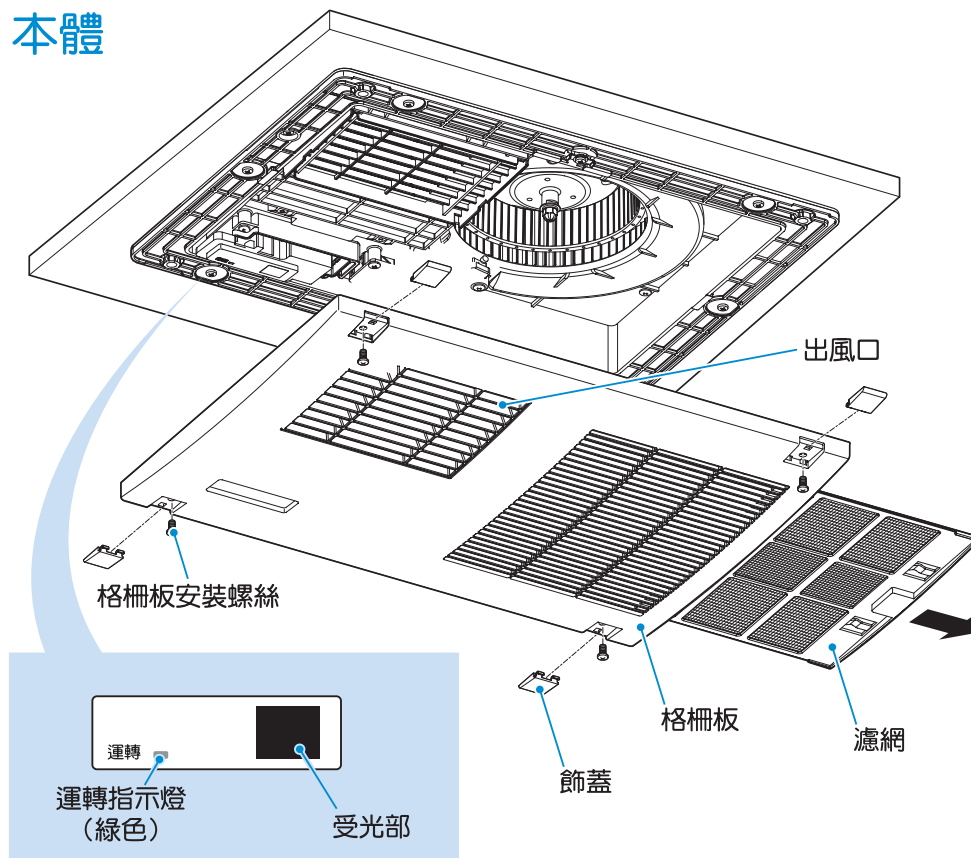 本體
出風口
格柵板安裝螺絲
格柵板
濾網
飾蓋
運轉
運轉指示燈
（綠色）
受光部